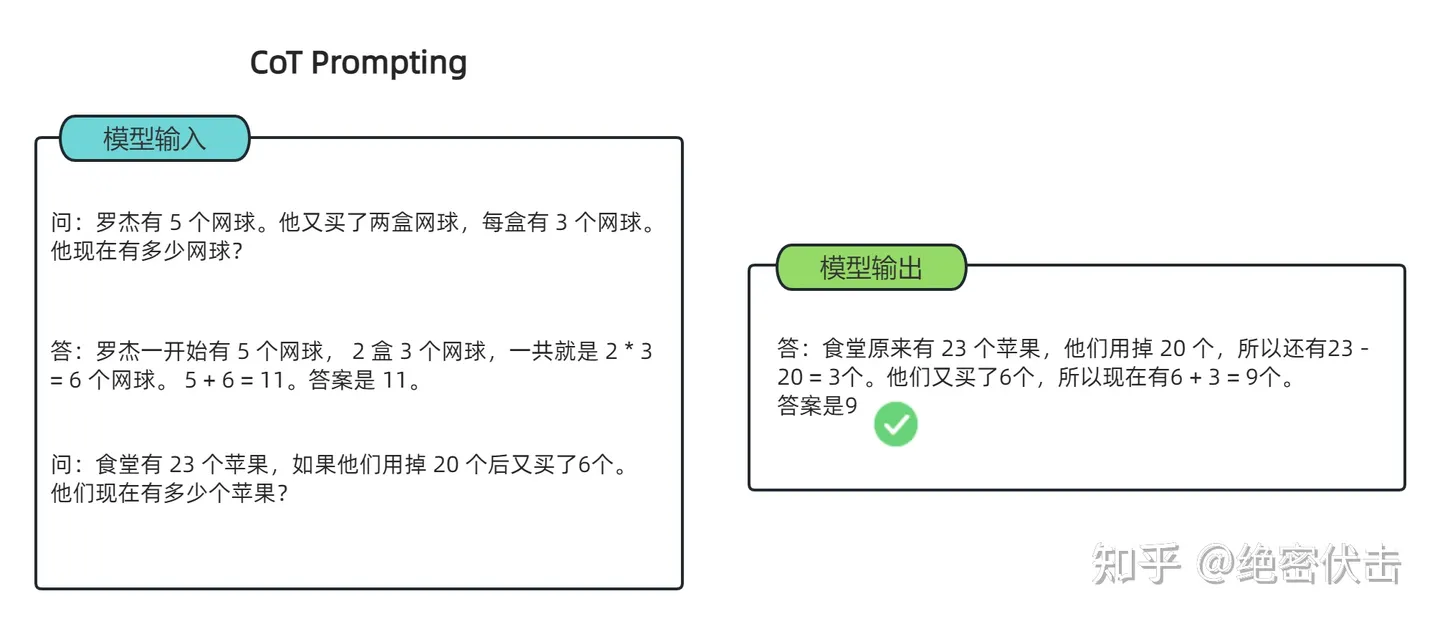 CoT Prompting
模型输入
问：罗杰有 5 个网球。他又买了两盒网球，每盒有 3 个网球。
他现在有多少网球？
答：罗杰一开始有 5 个网球， 2 盒 3 个网球，一共就是 2 * 3
= 6 个网球。 5 + 6 = 11。答案是 11。
问：食堂有 23 个苹果，如果他们用掉 20 个后又买了6个。
他们现在有多少个苹果？
模型输出
答：食堂原来有 23 个苹果，他们用掉 20 个，所以还有23 -
20 = 3个。他们又买了6个，所以现在有6 + 3 = 9个。
答案是9
知乎 @绝密伏击